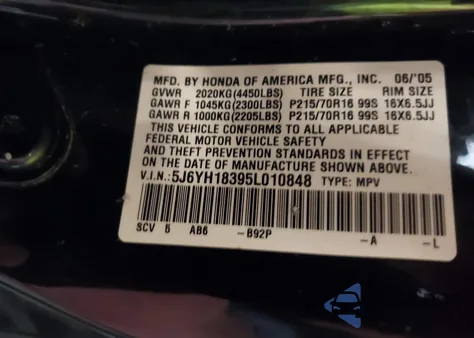 MFD. BY HONDA OF AMERICA MFG., INC. 06/'05
GVWR 2020KG(4450LBS) TIRE SIZE RIM SIZE
GAWR F 1045KG(2300LBS) P215/70R16 99S 16X6.5JJ
GAWR R 1000KG(2205LBS) P215/70R16 99S 16X6.5JJ
THIS VEHICLE CONFORMS TO ALL APPLICABLE
FEDERAL MOTOR VEHICLE SAFETY
AND THEFT PREVENTION STANDARDS IN EFFECT
ON THE DATE OF MANUFACTURE SHOWN ABOVE.
V.I.N.: 5J6YH18395L010848 TYPE: MPV
SCV 5 AB6 -B92P -A -L